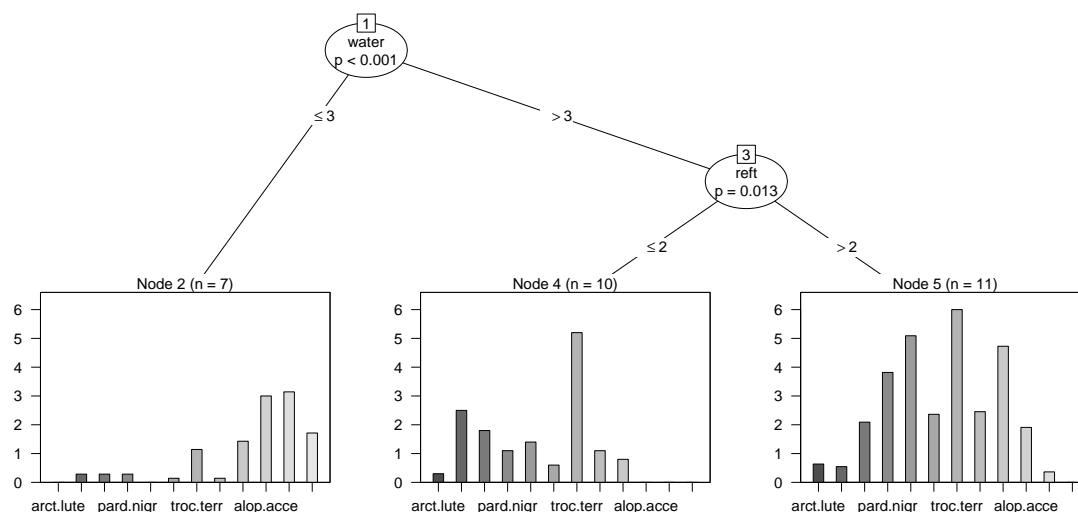 1
water
p < 0.001
≤ 3
> 3
3
reft
p = 0.013
≤ 2
> 2
Node 2 (n = 7)
6
5
4
3
2
1
0
arct.lute pard.nigr troc.terr alop.acce
Node 4 (n = 10)
6
5
4
3
2
1
0
arct.lute pard.nigr troc.terr alop.acce
Node 5 (n = 11)
6
5
4
3
2
1
0
arct.lute pard.nigr troc.terr alop.acce